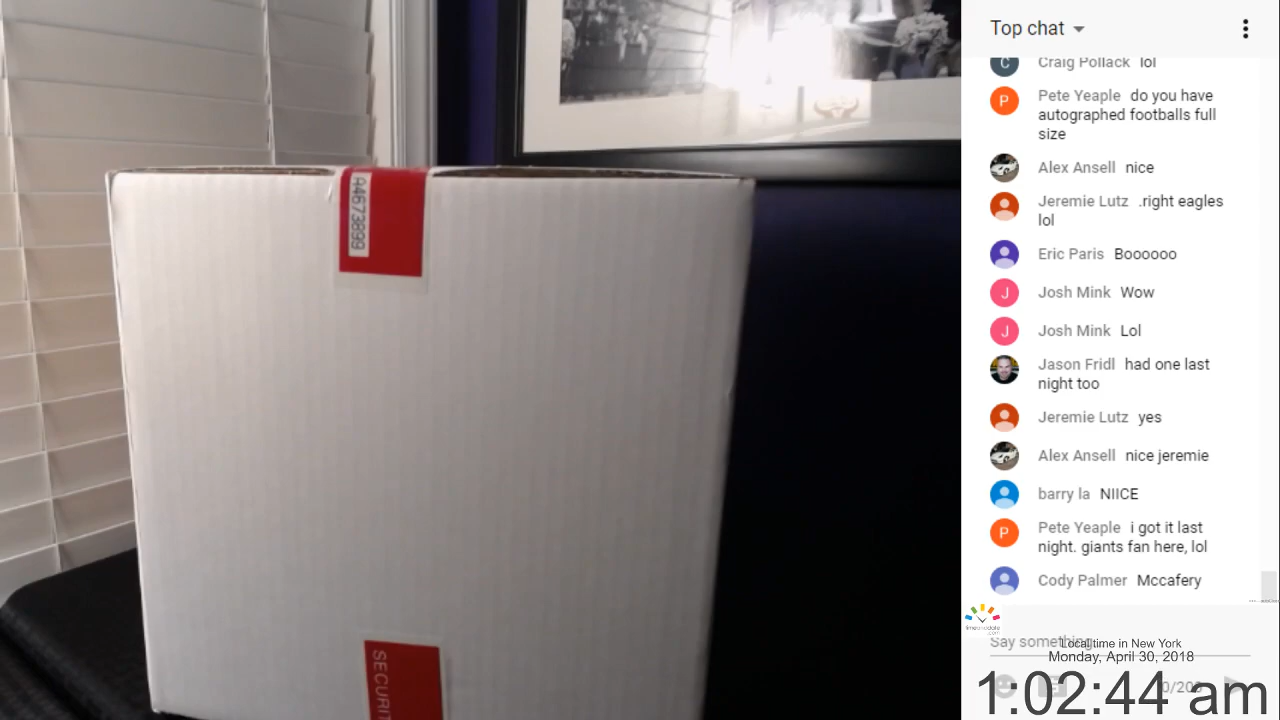 A4673899
SECURIT
Top chat
Craig Pollack lol
Pete Yeaple do you have
autographed footballs full
size
Alex Ansell nice
Jeremie Lutz .right eagles
lol
Eric Paris Boooooo
Josh Mink Wow
Josh Mink Lol
Jason Fridl had one last
night too
Jeremie Lutz yes
Alex Ansell nice jeremie
barry la NIICE
Pete Yeaple i got it last
night. giants fan here, lol
Cody Palmer Mccafery
Say something
Local time in New York
Monday, April 30, 2018
1:02:44 am